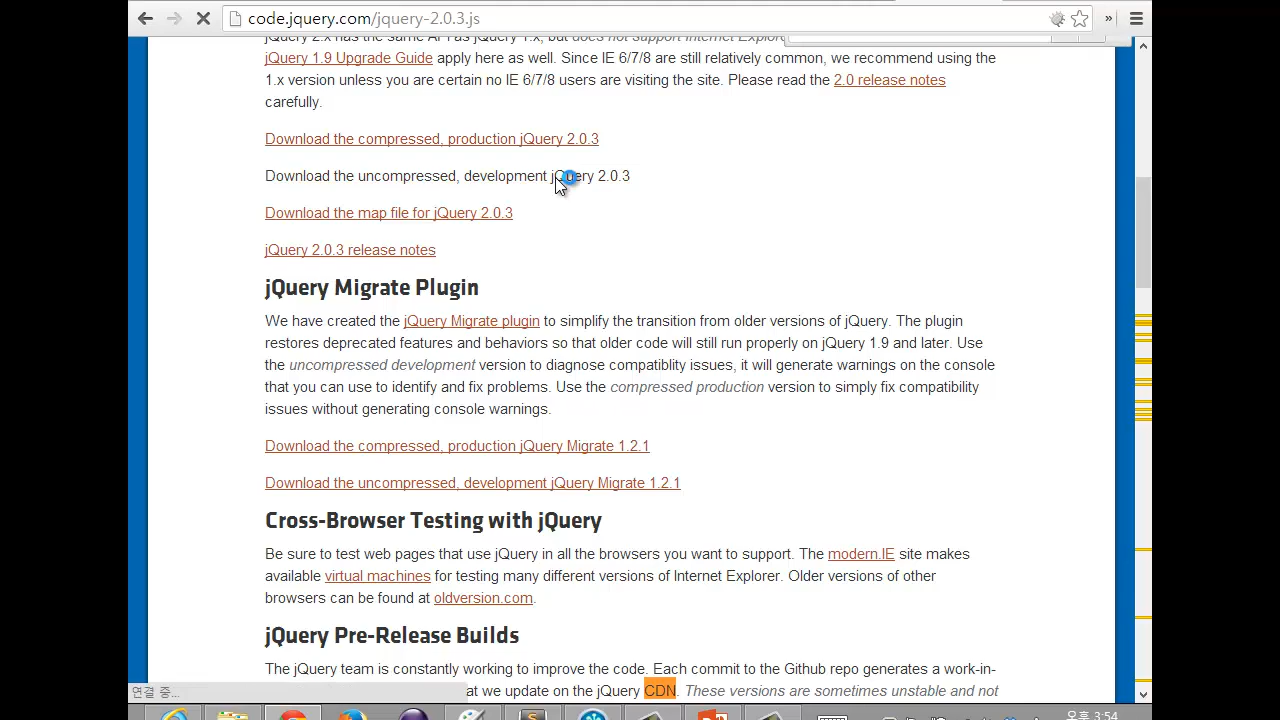 code.jquery.com/jquery-2.0.3.js
jQuery 1.9 Upgrade Guide apply here as well. Since IE 6/7/8 are still relatively common, we recommend using the
1.x version unless you are certain no IE 6/7/8 users are visiting the site. Please read the 2.0 release notes
carefully.
Download the compressed, production jQuery 2.0.3
Download the uncompressed, development jQuery 2.0.3
Download the map file for jQuery 2.0.3
jQuery 2.0.3 release notes
jQuery Migrate Plugin
We have created the jQuery Migrate plugin to simplify the transition from older versions of jQuery. The plugin
restores deprecated features and behaviors so that older code will still run properly on jQuery 1.9 and later. Use
the uncompressed development version to diagnose compatiblity issues, it will generate warnings on the console
that you can use to identify and fix problems. Use the compressed production version to simply fix compatibility
issues without generating console warnings.
Download the compressed, production jQuery Migrate 1.2.1
Download the uncompressed, development jQuery Migrate 1.2.1
Cross-Browser Testing with jQuery
Be sure to test web pages that use jQuery in all the browsers you want to support. The modern.IE site makes
available virtual machines for testing many different versions of Internet Explorer. Older versions of other
browsers can be found at oldversion.com.
jQuery Pre-Release Builds
The jQuery team is constantly working to improve the code. Each commit to the Github repo generates a work-in-
at we update on the jQuery CDN. These versions are sometimes unstable and not
연결 중...
오후 3:54